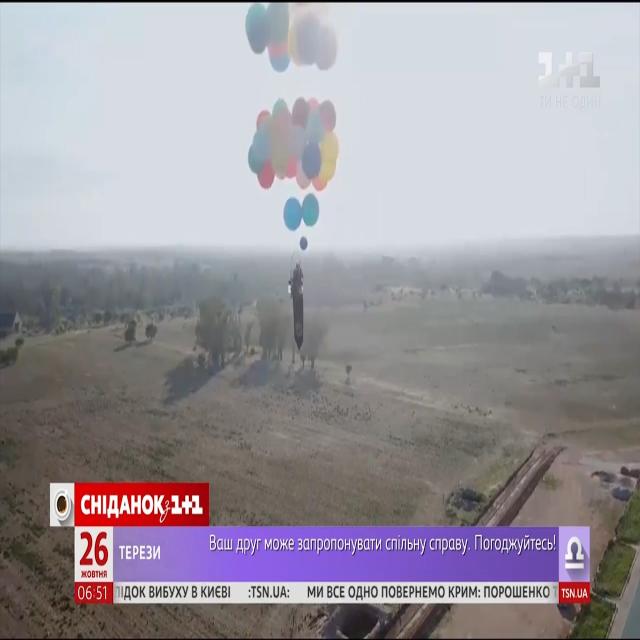 1+1
ТИ НЕ ОДИН
СНІДАНОК З 1+1
26
ЖОВТНЯ
ТЕРЕЗИ
Ваш друг може запропонувати спільну справу. Погоджуйтесь!
06:51
ЛІДОК ВИБУХУ В КИЄВІ :TSN.UA: МИ ВСЕ ОДНО ПОВЕРНЕМО КРИМ: ПОРОШЕНКО
TSN.UA